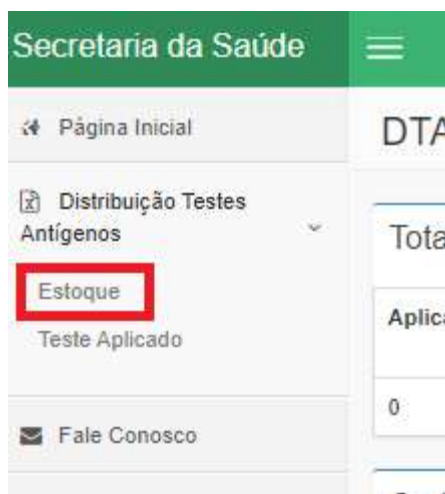 Secretaria da Saúde
Página Inicial
Distribuição Testes
Antígenos
Estoque
Teste Aplicado
Fale Conosco
DTA
Tota
Aplica
0